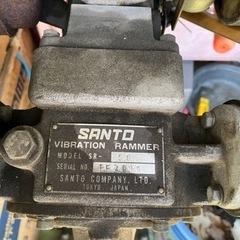 SANTO
VIBRATION RAMMER
MODEL SR-
SERIAL NO.
SANTO COMPANY, LTD.
TOKYO JAPAN.